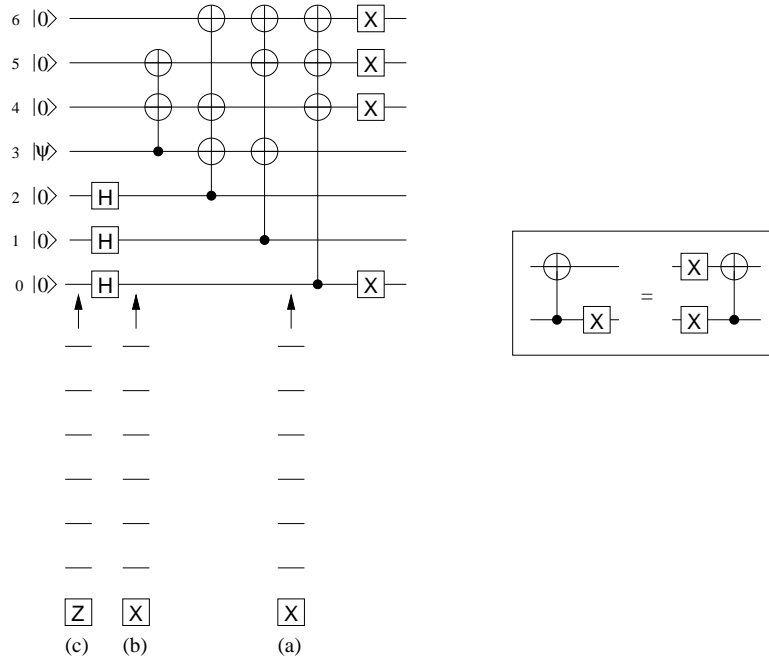 6 |0⟩ X
5 |0⟩ X
4 |0⟩ X
3 |ψ⟩
2 |0⟩ H
1 |0⟩ H
0 |0⟩ H X
X
=
X
X
Z X X
(c) (b) (a)